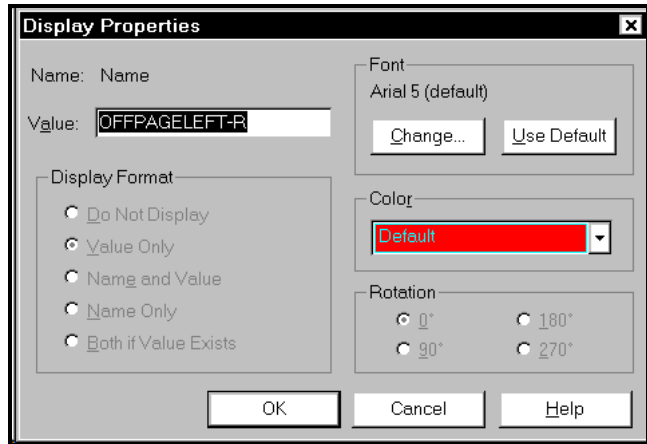 Display Properties
Name: Name
Value: OFFPAGELEFT-R
Display Format
Do Not Display
Value Only
Name and Value
Name Only
Both if Value Exists
Font
Arial 5 (default)
Change... Use Default
Color
Default
Rotation
0° 180°
90° 270°
OK Cancel Help